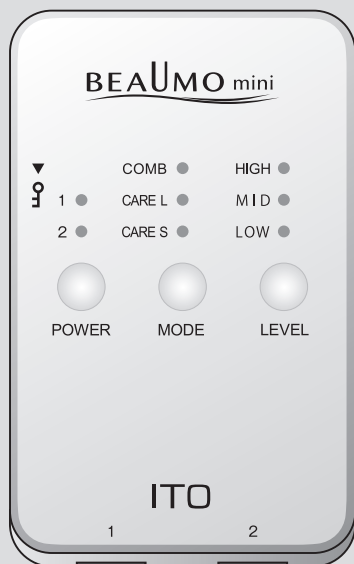 BEAUMO mini
COMB HIGH
1 CARE L MID
2 CARE S LOW
POWER MODE LEVEL
ITO
1 2